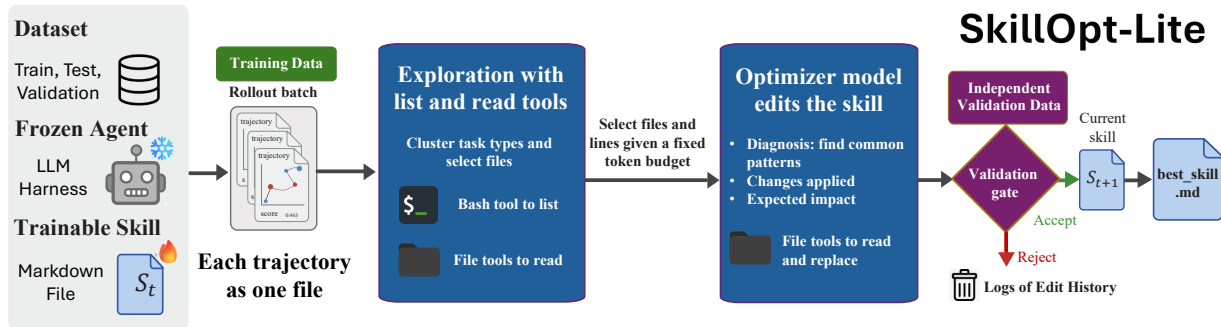 SkillOpt-Lite
Dataset
Train, Test,
Validation
Frozen Agent
LLM
Harness
Trainable Skill
Markdown
File
S_t
Training Data
Rollout batch
trajectory
trajectory
trajectory
s
s
score 0.463
Each trajectory
as one file
Exploration with
list and read tools
Cluster task types and
select files
$_
Bash tool to list
File tools to read
Select files and
lines given a fixed
token budget
Optimizer model
edits the skill
• Diagnosis: find common
patterns
• Changes applied
• Expected impact
File tools to read
and replace
Independent
Validation Data
Validation
gate
Accept
Reject
Logs of Edit History
Current
skill
S_{t+1}
best_skill
.md